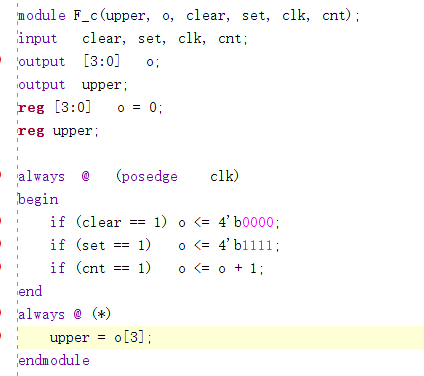 module F_c(upper, o, clear, set, clk, cnt);
input   clear, set, clk, cnt;
output  [3:0]   o;
output  upper;
reg [3:0]   o = 0;
reg upper;
always @   (posedge    clk)
begin
    if (clear == 1) o <= 4'b0000;
    if (set == 1)   o <= 4'b1111;
    if (cnt == 1)   o <= o + 1;
end
always @ (*)
    upper = o[3];
endmodule